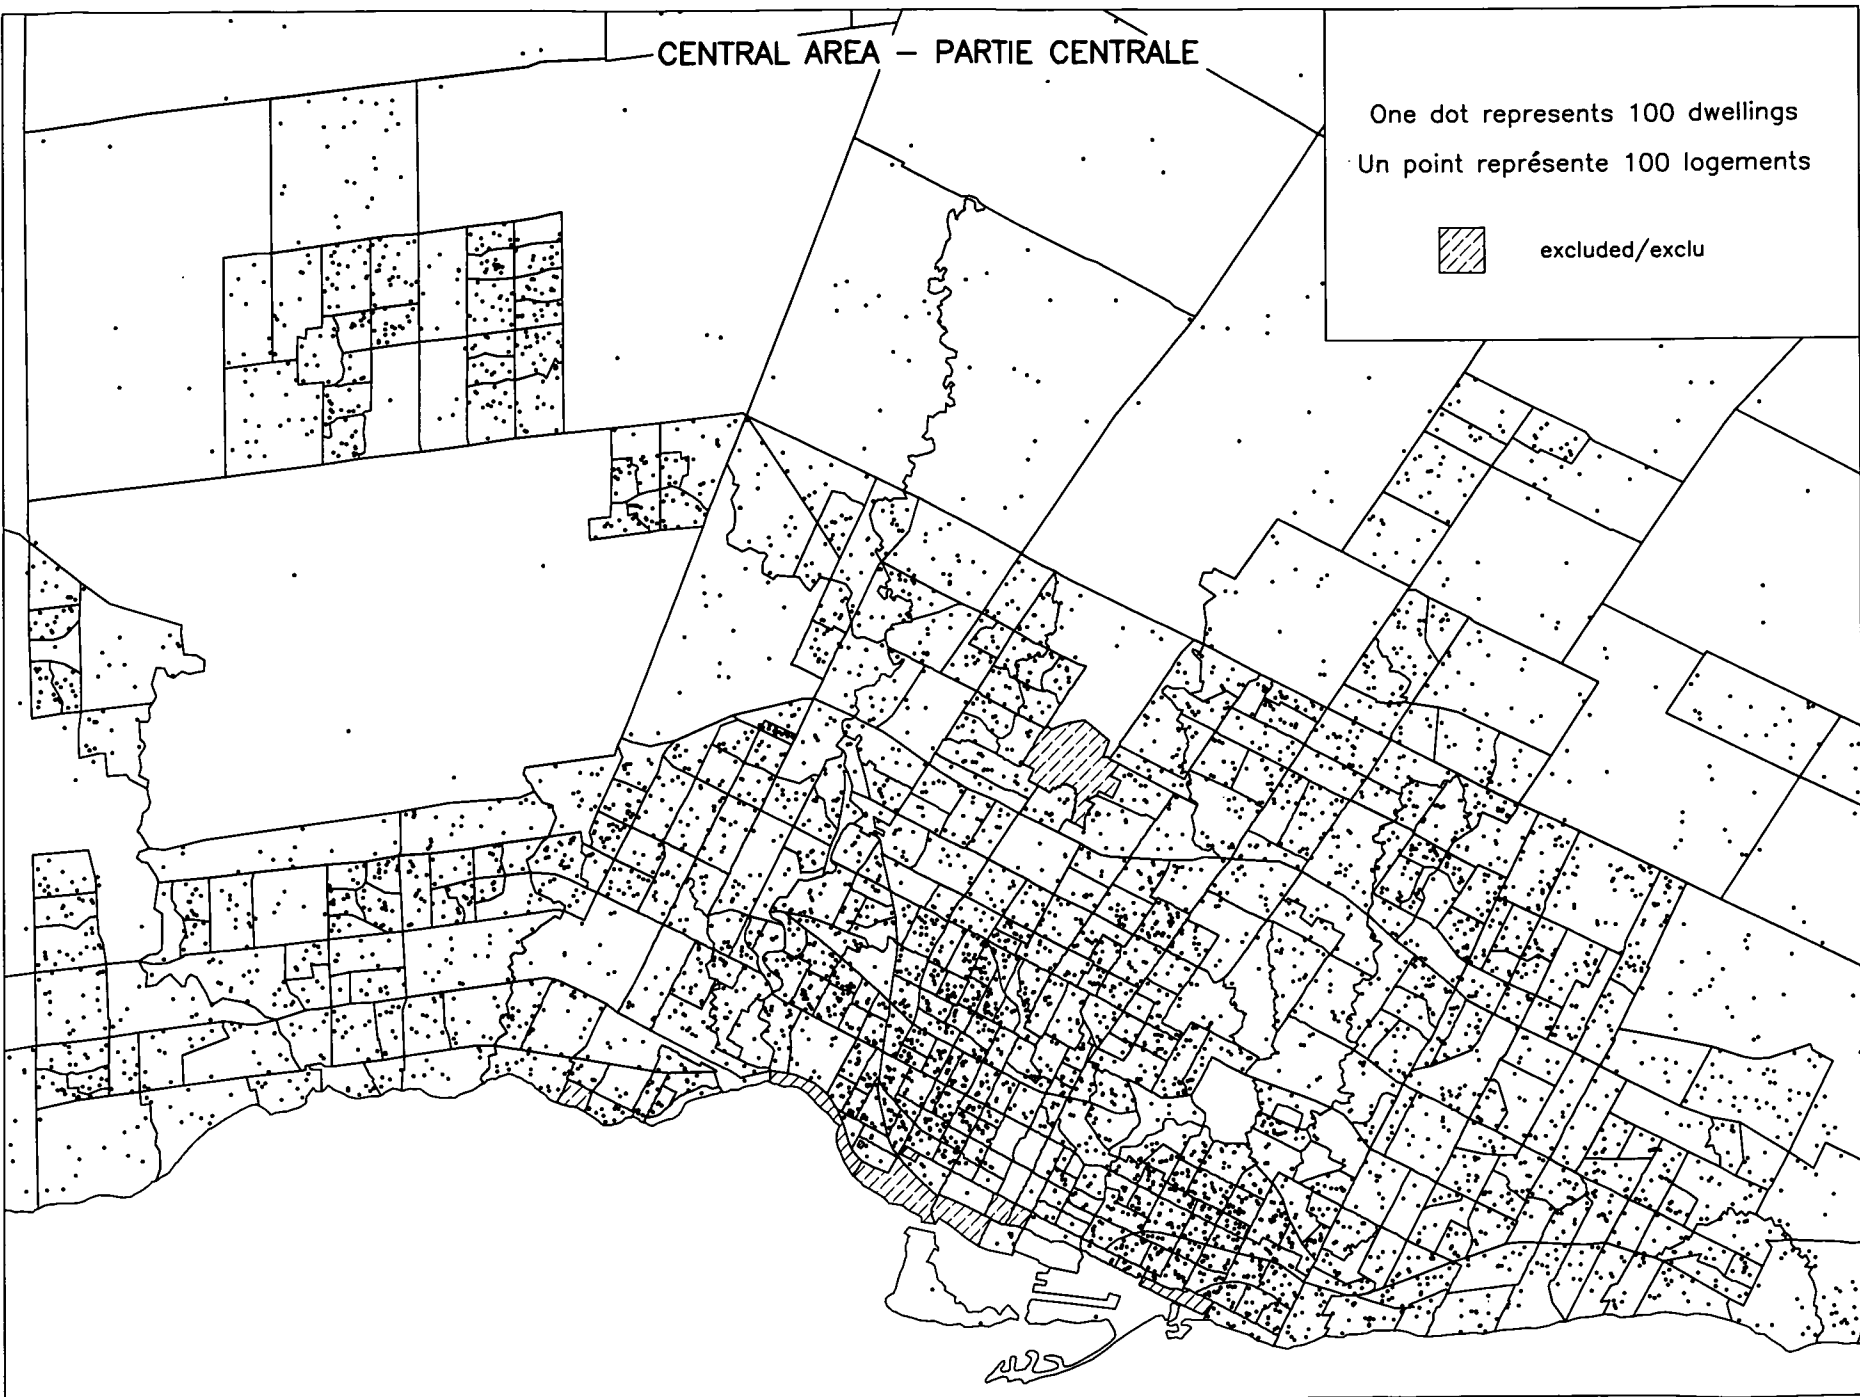 CENTRAL AREA – PARTIE CENTRALE
One dot represents 100 dwellings
Un point représente 100 logements
excluded/exclu